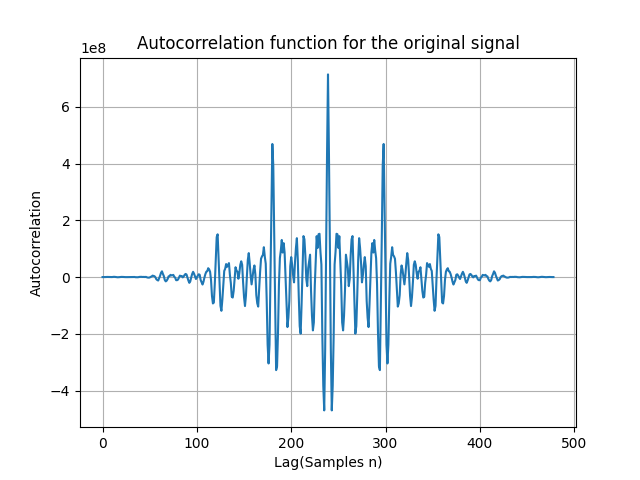 Autocorrelation function for the original signal
1e8
6
4
2
0
−2
−4
Autocorrelation
0 100 200 300 400 500
Lag(Samples n)